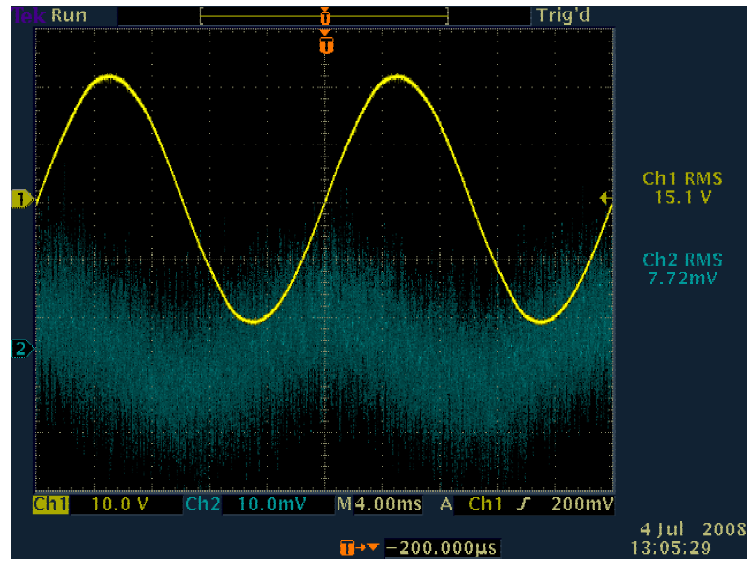 Tek Run Trig'd
T
T
1
Ch1 RMS
15.1 V
Ch2 RMS
7.72mV
2
Ch1 10.0 V Ch2 10.0mV M4.00ms A Ch1 ƒ 200mV
T→▼ -200.000µs
4 Jul 2008
13:05:29